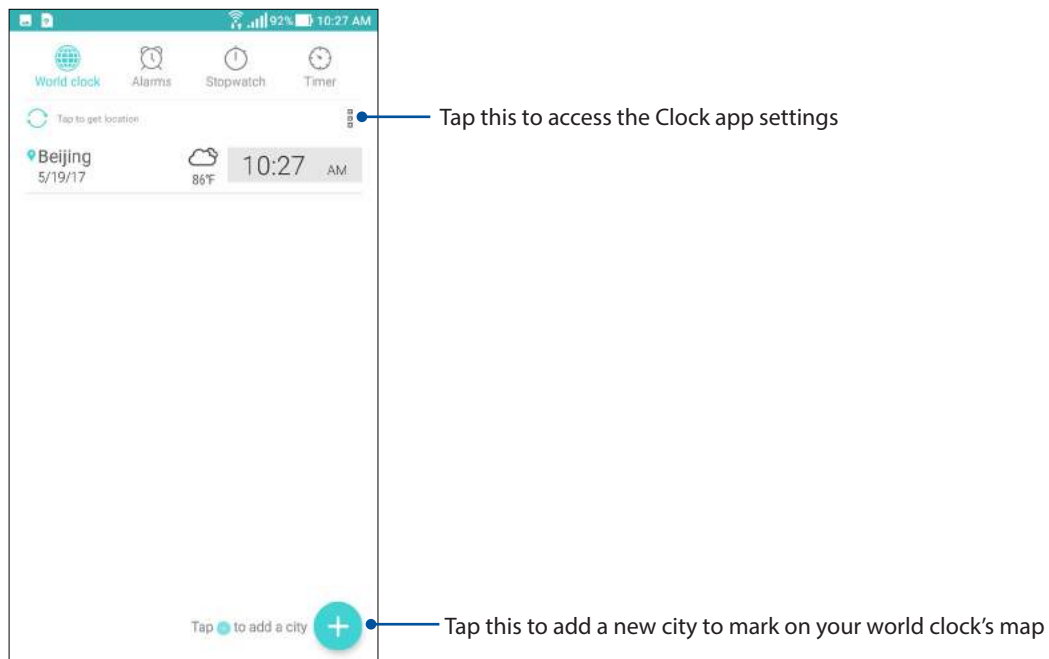 92% 10:27 AM
World clock Alarms Stopwatch Timer
Tap to get location
Tap this to access the Clock app settings
Beijing
5/19/17
86°F
10:27 AM
Tap to add a city
Tap this to add a new city to mark on your world clock’s map